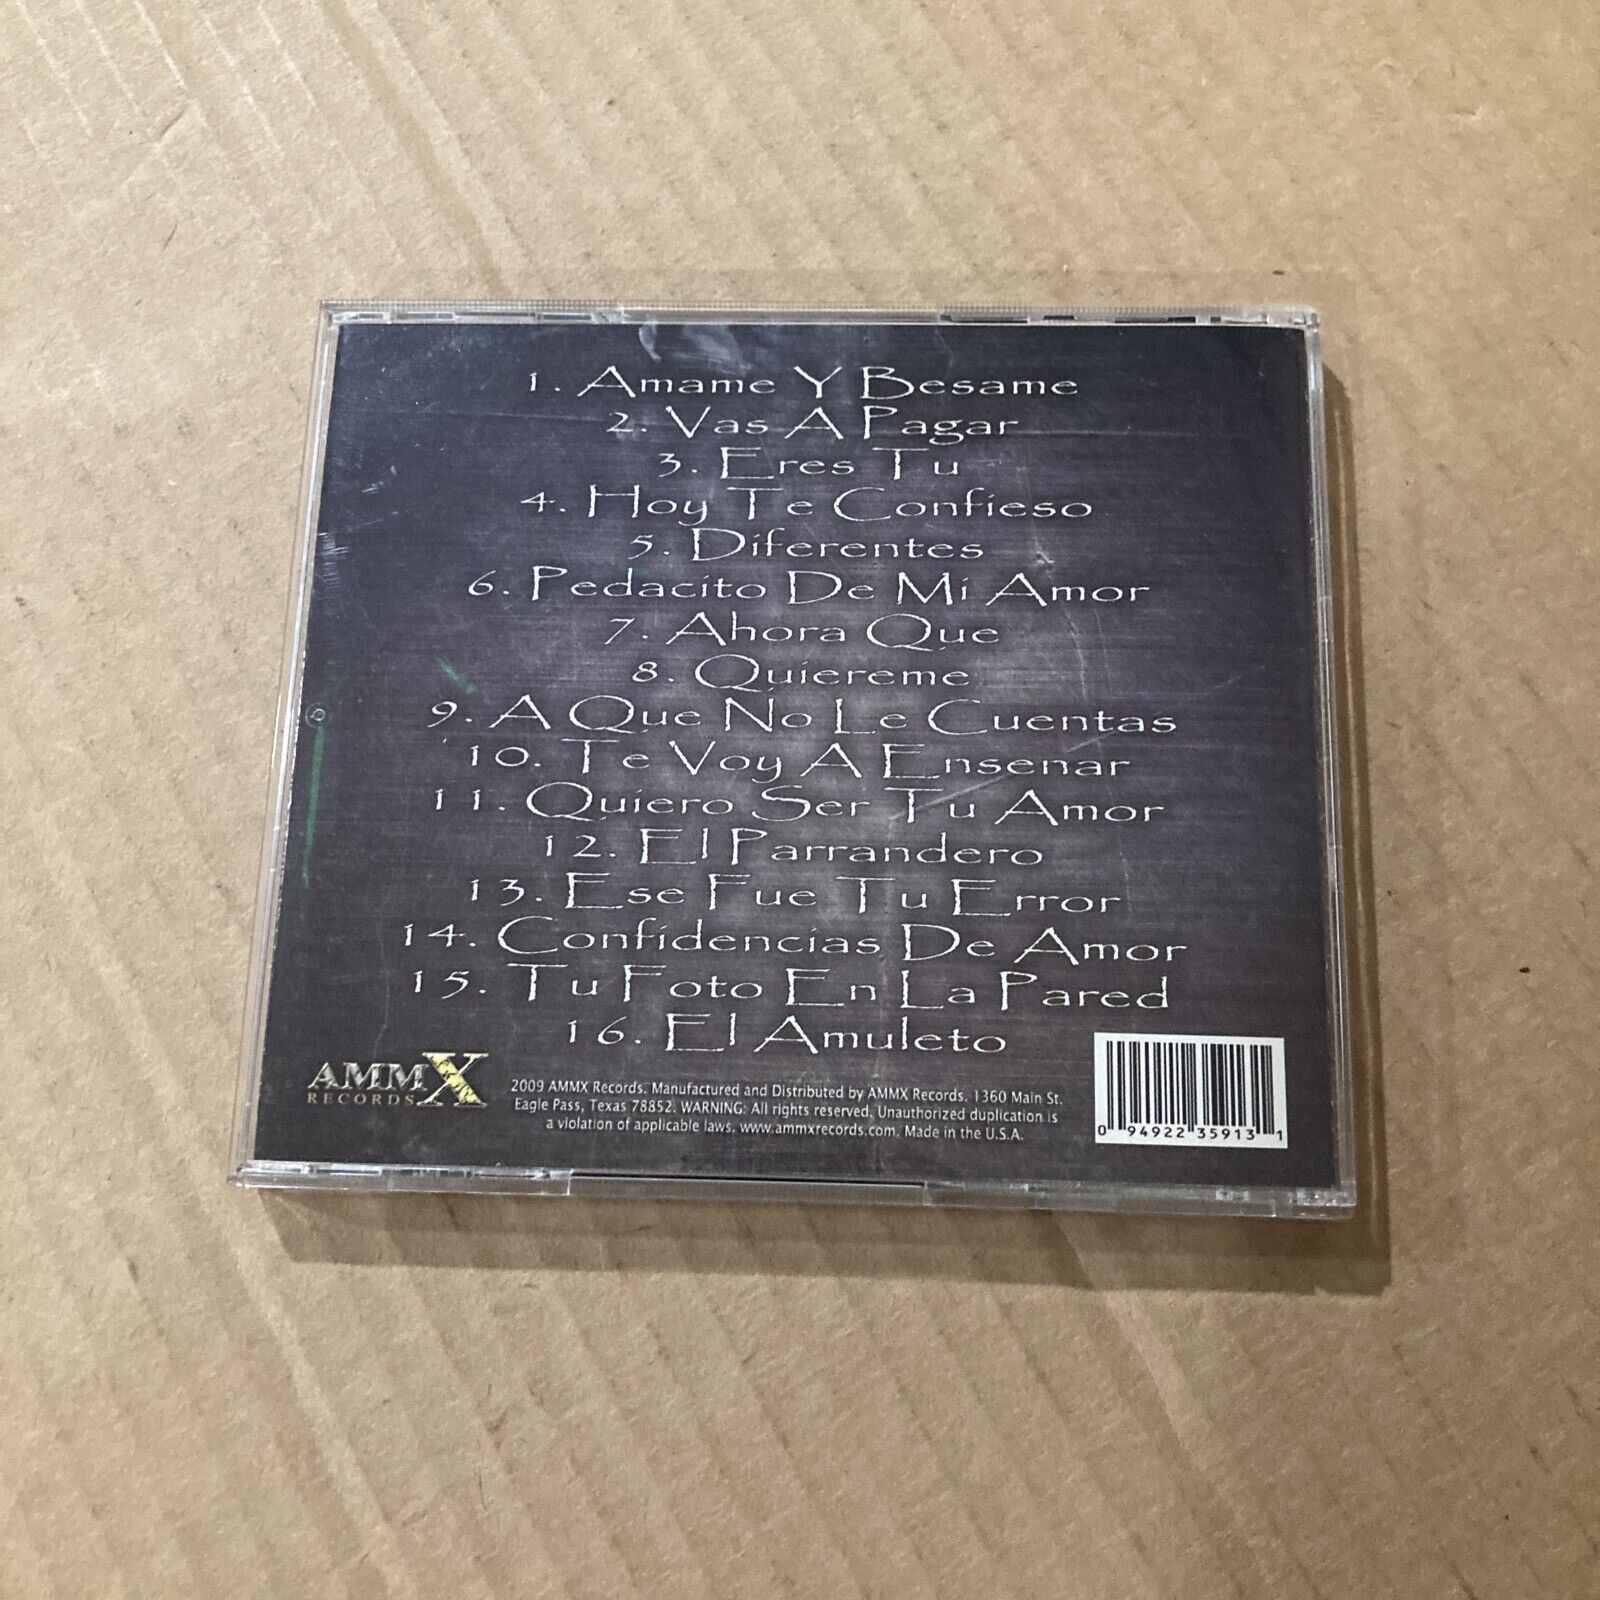 1. Amame Y Besame
2. Vas A Pagar
3. Eres Tu
4. Hoy Te Confieso
5. Diferentes
6. Pedacito De Mi Amor
7. Ahora Que
8. Quiereme
9. A Que No Le Cuentas
10. Te Voy A Ensenar
11. Quiero Ser Tu Amor
12. El Parrandero
13. Ese Fue Tu Error
14. Confidencias De Amor
15. Tu Foto En La Pared
16. El Amuleto
AMMX
RECORDS
2009 AMMX Records. Manufactured and Distributed by AMMX Records. 1360 Main St.
Eagle Pass, Texas 78852. WARNING: All rights reserved, Unauthorized duplication is
a violation of applicable laws. www.ammxrecords.com. Made in the U.S.A.
0 94922 35913 1